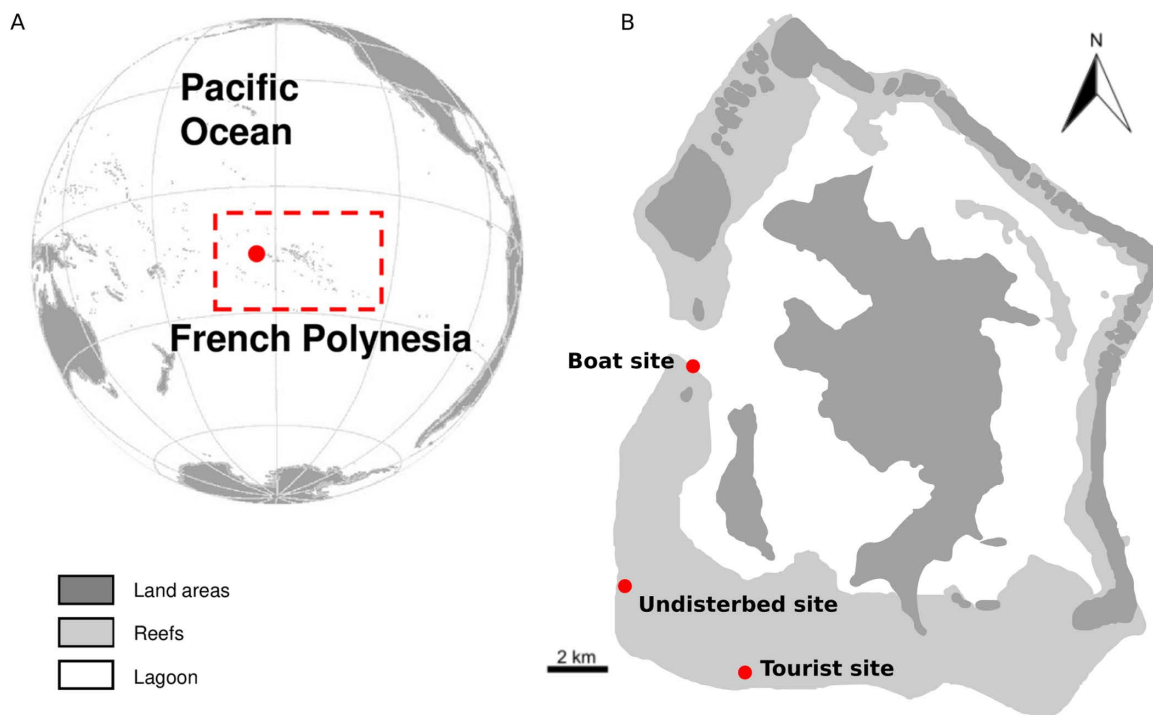 A
Pacific
Ocean
French Polynesia
Land areas
Reefs
Lagoon
B
N
Boat site
Undisterbed site
Tourist site
2 km